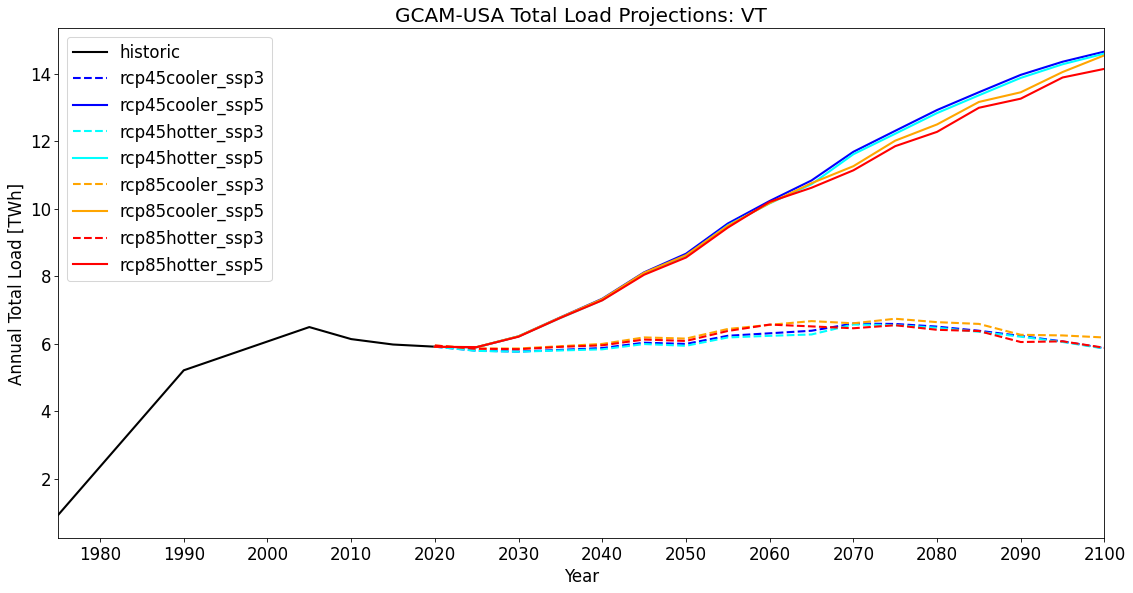 GCAM-USA Total Load Projections: VT
historic
rcp45cooler_ssp3
rcp45cooler_ssp5
rcp45hotter_ssp3
rcp45hotter_ssp5
rcp85cooler_ssp3
rcp85cooler_ssp5
rcp85hotter_ssp3
rcp85hotter_ssp5
Annual Total Load [TWh]
14
12
10
8
6
4
2
1980 1990 2000 2010 2020 2030 2040 2050 2060 2070 2080 2090 2100
Year